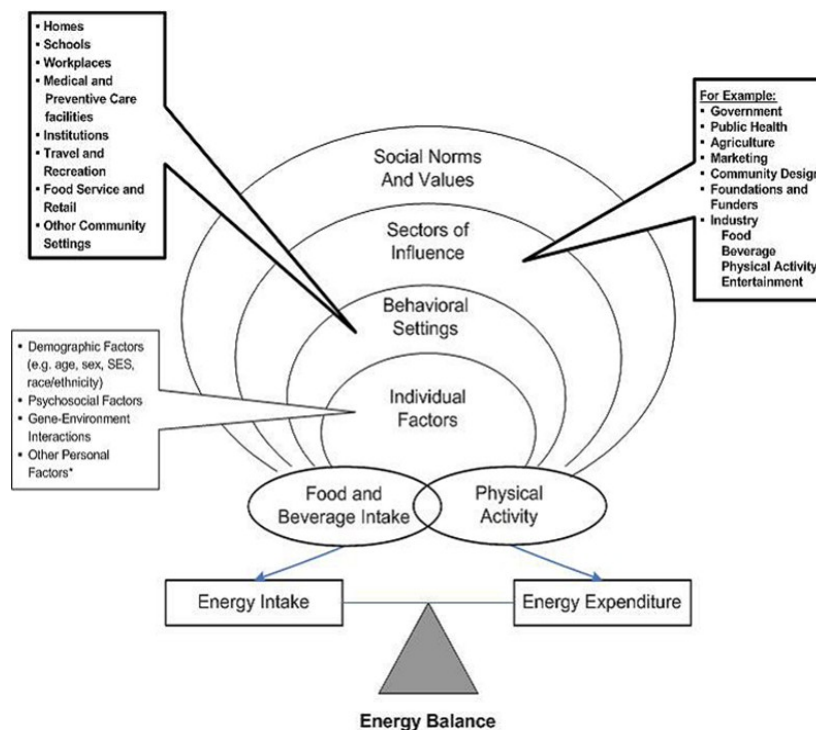 ▪ Homes
▪ Schools
▪ Workplaces
▪ Medical and
Preventive Care
facilities
▪ Institutions
▪ Travel and
Recreation
▪ Food Service and
Retail
▪ Other Community
Settings
For Example:
▪ Government
▪ Public Health
▪ Agriculture
▪ Marketing
▪ Community Design
▪ Foundations and
Funders
▪ Industry
Food
Beverage
Physical Activity
Entertainment
Social Norms
And Values
Sectors of
Influence
Behavioral
Settings
Individual
Factors
• Demographic Factors
(e.g. age, sex, SES,
race/ethnicity)
• Psychosocial Factors
• Gene-Environment
Interactions
• Other Personal
Factors*
Food and
Beverage Intake
Physical
Activity
Energy Intake
Energy Expenditure
Energy Balance